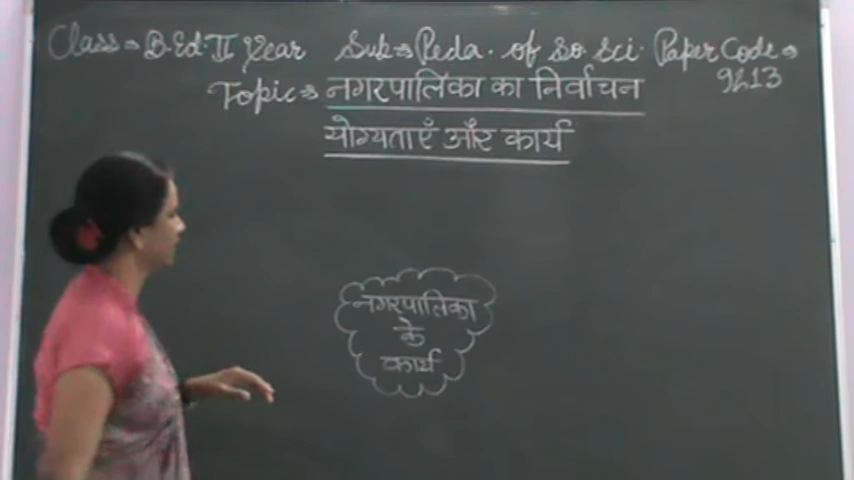 Class ⇒ B.Ed. II Year Sub ⇒ Peda. of So. Sci. Paper Code ⇒ 9213
Topic ⇒ नगरपालिका का निर्वाचन
योग्यताएँ और कार्य
नगरपालिका
के
कार्य